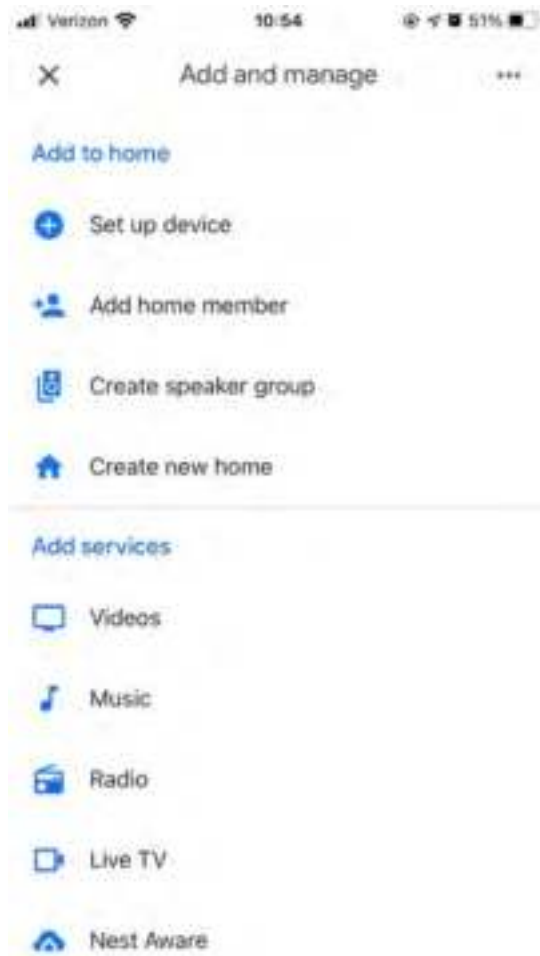 Verizon 10:54 51%
Add and manage
Add to home
Set up device
Add home member
Create speaker group
Create new home
Add services
Videos
Music
Radio
Live TV
Nest Aware